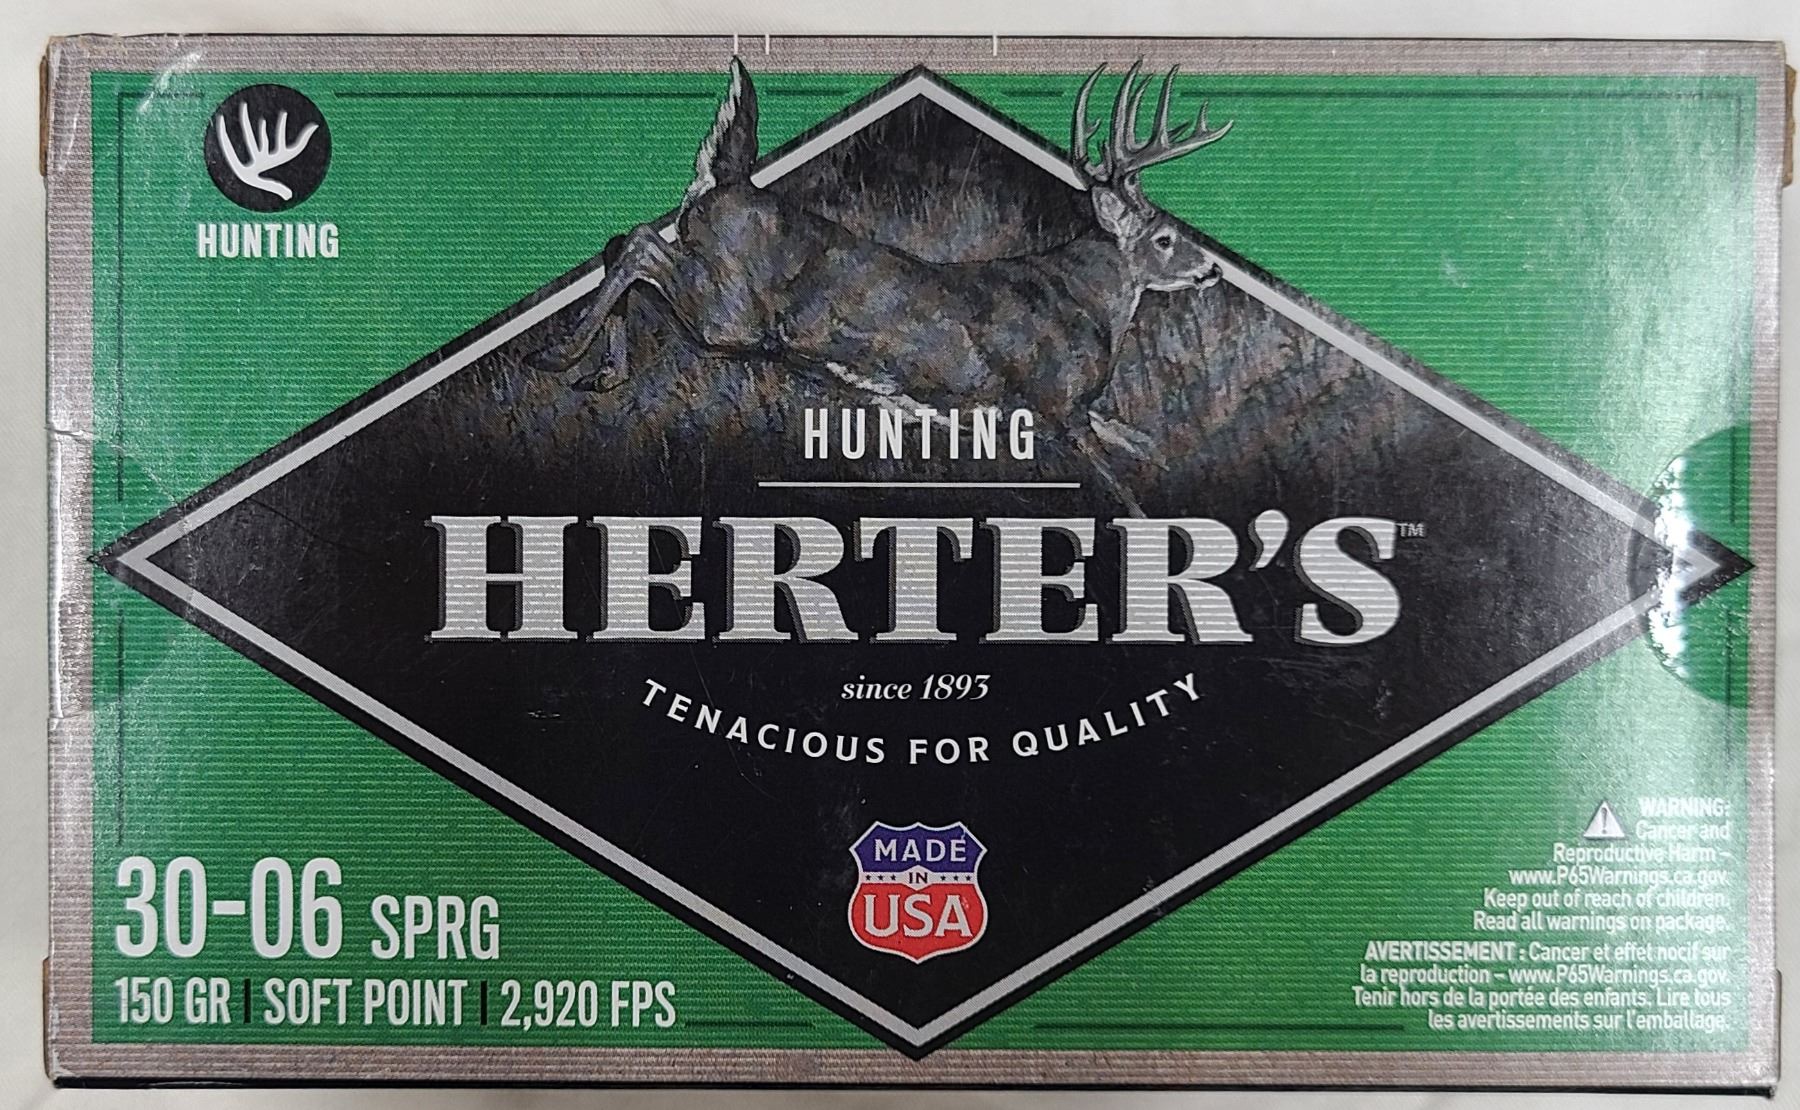 HUNTING
HUNTING
HERTER'S™
since 1893
TENACIOUS FOR QUALITY
MADE
IN
USA
30-06 SPRG
150 GR | SOFT POINT | 2,920 FPS
WARNING:
Cancer and
Reproductive Harm –
www.P65Warnings.ca.gov.
Keep out of reach of children.
Read all warnings on package.
AVERTISSEMENT : Cancer et effet nocif sur
la reproduction – www.P65Warnings.ca.gov.
Tenir hors de la portée des enfants. Lire tous
les avertissements sur l'emballage.